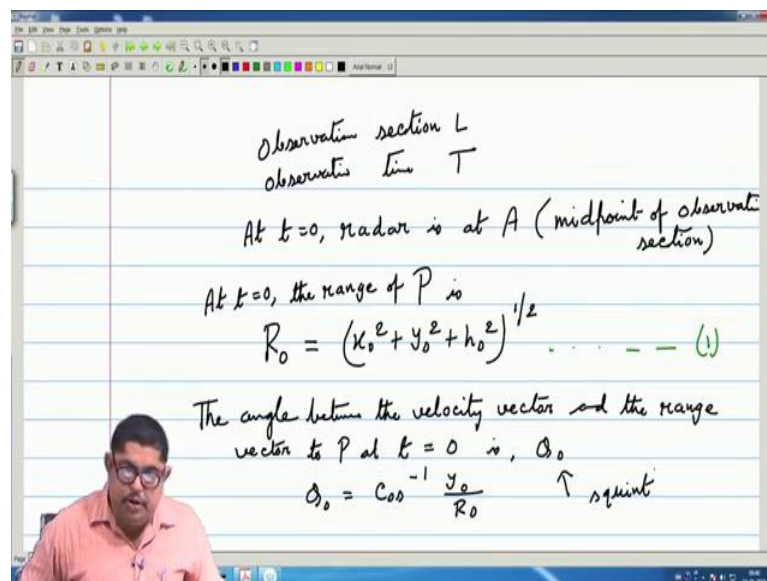 Observation section L
observatio time T
At t=0, radar is at A (midpoint of observati
section)
At t=0, the range of P is
R₀ = (x₀² + y₀² + h₀²)^1/2 . . . _ _ (1)
The angle between the velocity vector and the range
vector to P at t = 0 is, θ₀
θ₀ = Cos⁻¹ y₀/R₀ ↑ squint